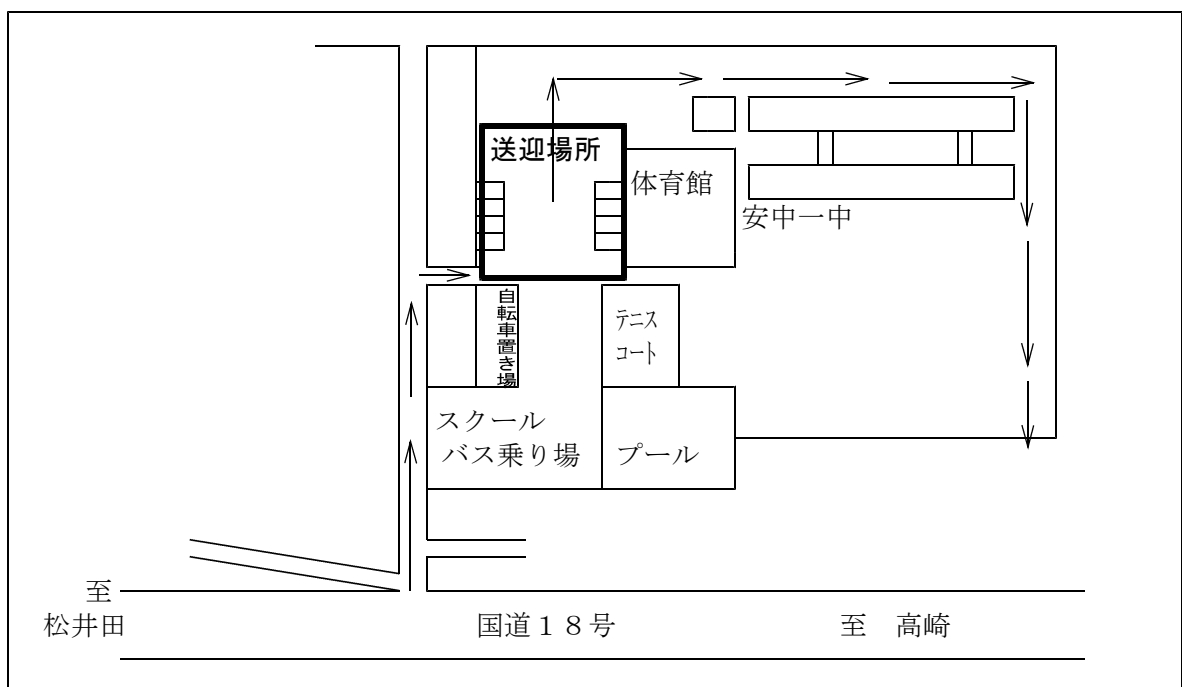 送迎場所
体育館
安中一中
自転車置き場
テニス
コート
スクール
バス乗り場
プール
至
松井田
国道１８号
至　高崎